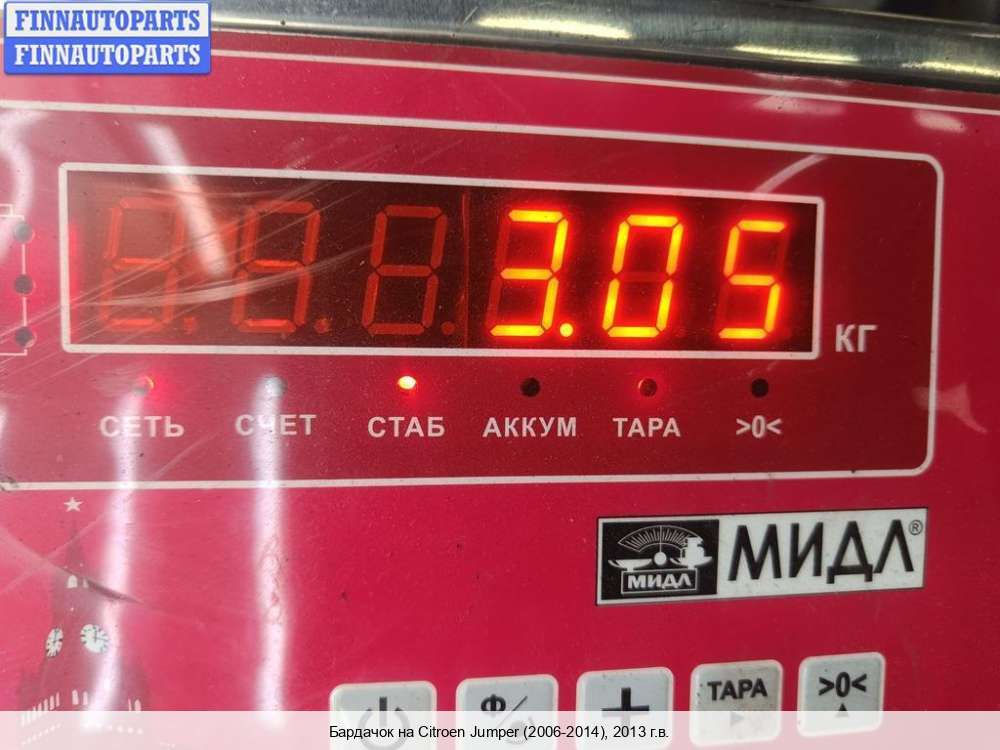 FINNAUTOPARTS
FINNAUTOPARTS
3.05
КГ
СЕТЬ СЧЕТ СТАБ АККУМ ТАРА >0<
МИДЛ МИДЛ®
Ф/ + ТАРА >0<
Бардачок на Citroen Jumper (2006-2014), 2013 г.в.